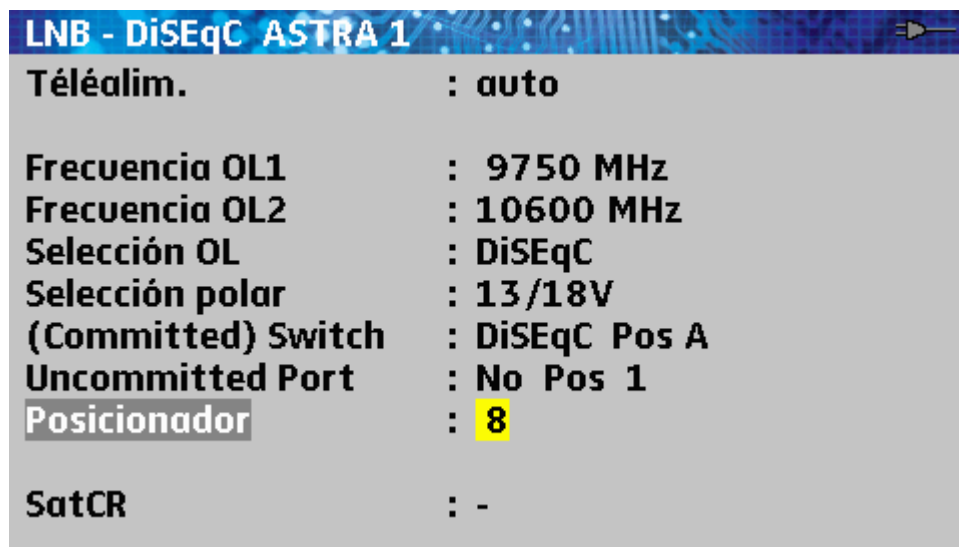 LNB - DiSEqC ASTRA 1
Téléalim. : auto
Frecuencia OL1 : 9750 MHz
Frecuencia OL2 : 10600 MHz
Selección OL : DiSEqC
Selección polar : 13/18V
(Committed) Switch : DiSEqC Pos A
Uncommitted Port : No Pos 1
Posicionador : 8
SatCR : -